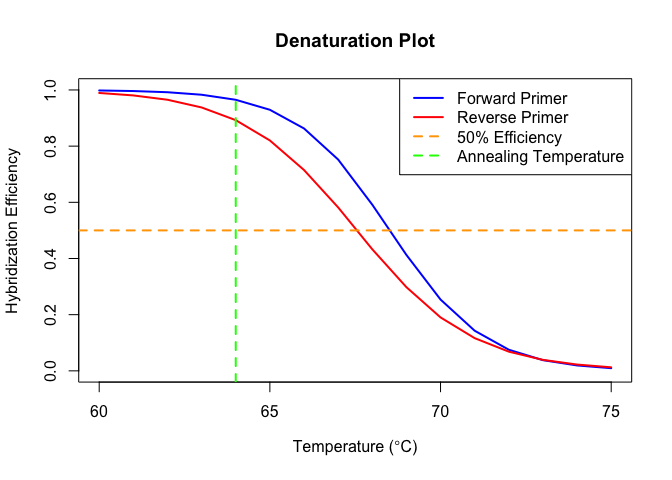 Denaturation Plot
Forward Primer
Reverse Primer
50% Efficiency
Annealing Temperature
Hybridization Efficiency
1.0
0.8
0.6
0.4
0.2
0.0
60 65 70 75
Temperature (°C)